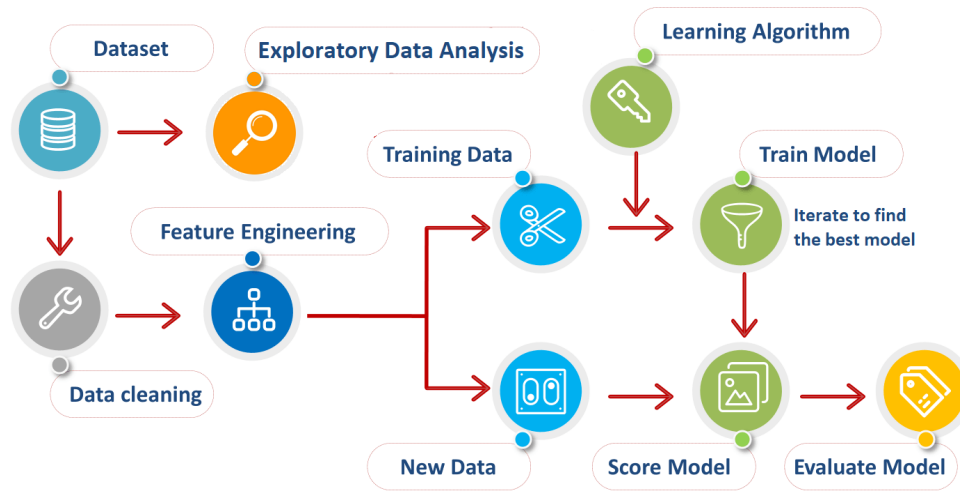 Dataset
Exploratory Data Analysis
Learning Algorithm
Training Data
Train Model
Iterate to find
the best model
Feature Engineering
Data cleaning
New Data
Score Model
Evaluate Model